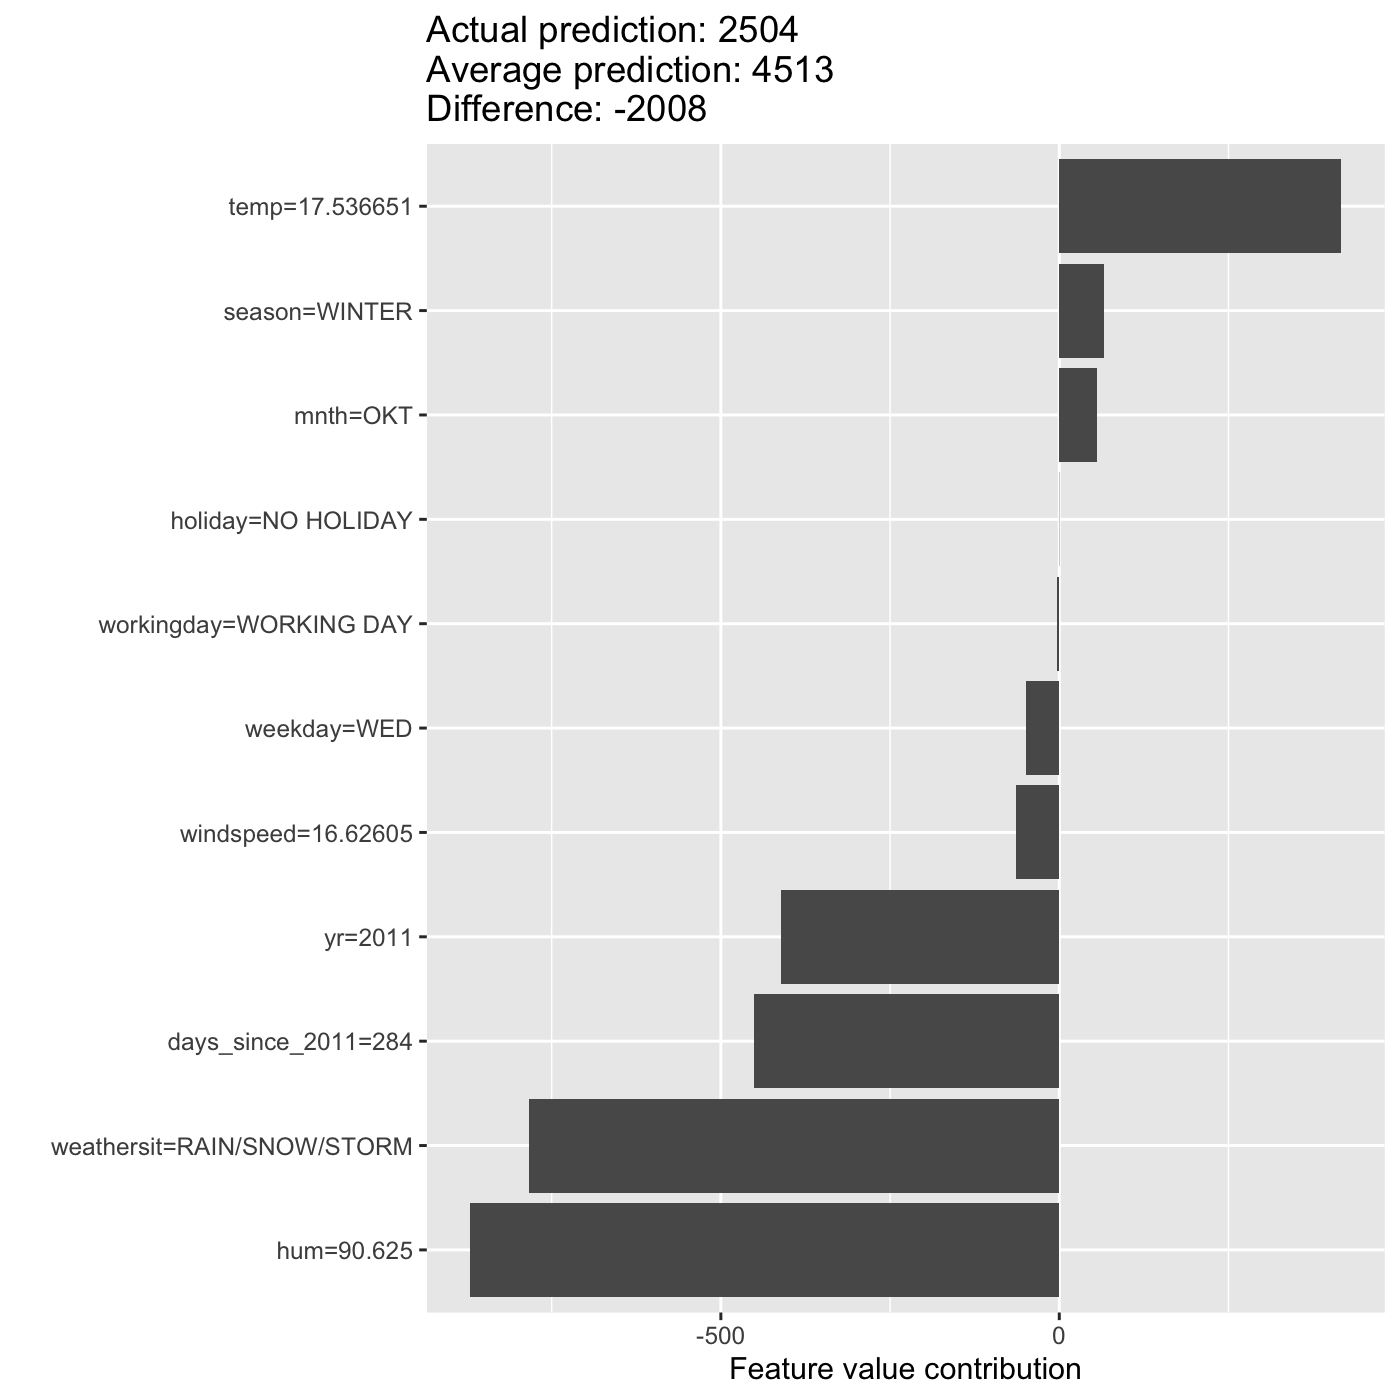 Actual prediction: 2504
Average prediction: 4513
Difference: -2008
temp=17.536651
season=WINTER
mnth=OKT
holiday=NO HOLIDAY
workingday=WORKING DAY
weekday=WED
windspeed=16.62605
yr=2011
days_since_2011=284
weathersit=RAIN/SNOW/STORM
hum=90.625
-500 0
Feature value contribution